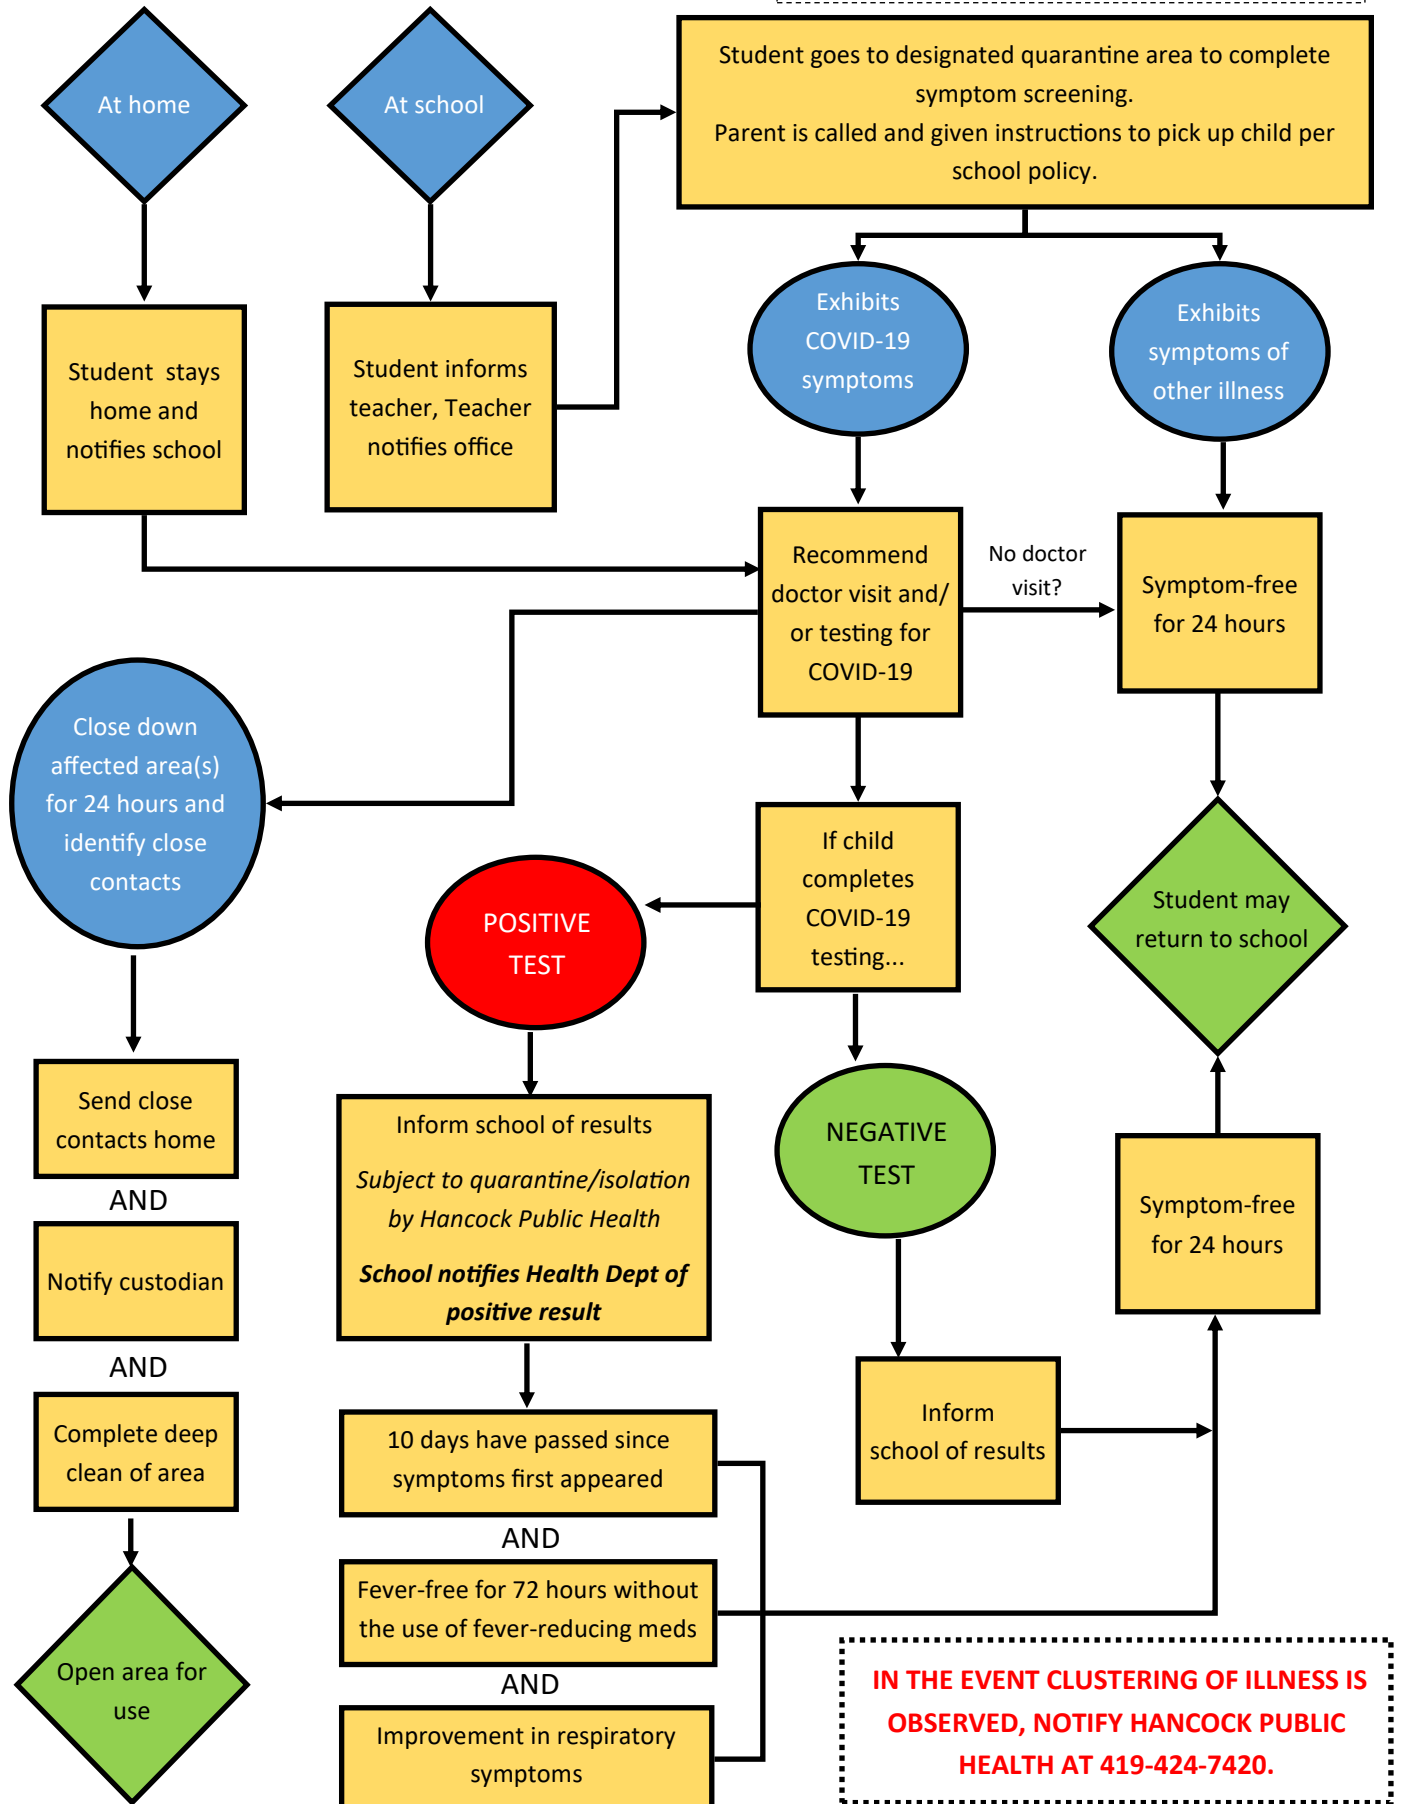 At home
At school
Student goes to designated quarantine area to complete
symptom screening.
Parent is called and given instructions to pick up child per
school policy.
Student  stays
home and
notifies school
Student informs
teacher, Teacher
notifies office
Exhibits
COVID-19
symptoms
Exhibits
symptoms of
other illness
Recommend
doctor visit and/
or testing for
COVID-19
No doctor
visit?
Symptom-free
for 24 hours
Close down
affected area(s)
for 24 hours and
identify close
contacts
If child
completes
COVID-19
testing...
POSITIVE
TEST
Student may
return to school
Send close
contacts home
AND
Notify custodian
AND
Complete deep
clean of area
Open area for
use
Inform school of results
Subject to quarantine/isolation
by Hancock Public Health
School notifies Health Dept of
positive result
NEGATIVE
TEST
Symptom-free
for 24 hours
Inform
school of results
10 days have passed since
symptoms first appeared
AND
Fever-free for 72 hours without
the use of fever-reducing meds
AND
Improvement in respiratory
symptoms
IN THE EVENT CLUSTERING OF ILLNESS IS
OBSERVED, NOTIFY HANCOCK PUBLIC
HEALTH AT 419-424-7420.